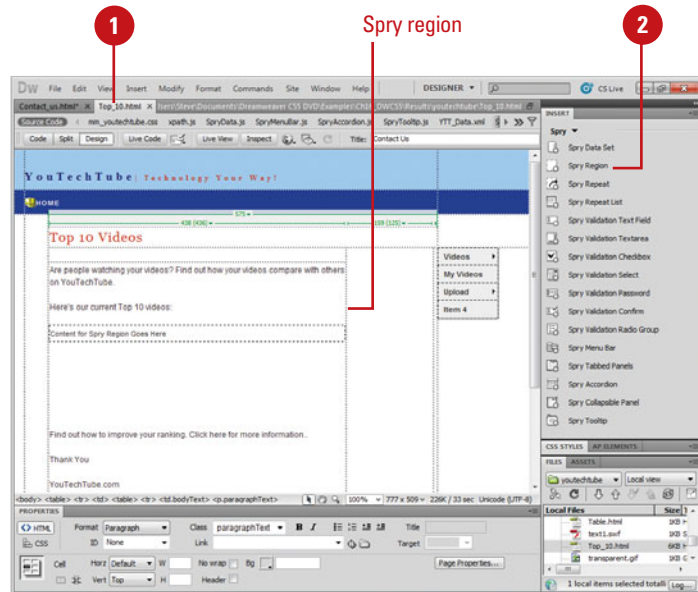 1
Spry region
2
DW File Edit View Insert Modify Format Commands Site Window Help DESIGNER CS Live
Contact_us.html* Top_10.html
Source Code mm_youtechtube.css xpath.js SpryData.js SpryMenuBar.js SpryAccordion.js SpryTooltip.js YTT_Data.xml
Code Split Design Live Code Live View Inspect Title: Contact Us
YouTechTube| Technology Your Way!
HOME
575
438 (436) 139 (125)
Top 10 Videos
Are people watching your videos? Find out how your videos compare with others
on YouTechTube.
Here's our current Top 10 videos:
Content for Spry Region Goes Here
Find out how to improve your ranking. Click here for more information..
Thank You
YouTechTube.com
Videos
My Videos
Upload
Item 4
<body> <table> <tr> <td> <table> <tr> <td.bodyText> <p.paragraphText> 100% 777 x 509 226K / 33 sec Unicode (UTF-8)
PROPERTIES
HTML Format Paragraph Class paragraphText B I Title
CSS ID None Link Target
Cell Horz Default W No wrap Bg Page Properties...
Vert Top H Header
INSERT
Spry
Spry Data Set
Spry Region
Spry Repeat
Spry Repeat List
Spry Validation Text Field
Spry Validation Textarea
Spry Validation Checkbox
Spry Validation Select
Spry Validation Password
Spry Validation Confirm
Spry Validation Radio Group
Spry Menu Bar
Spry Tabbed Panels
Spry Accordion
Spry Collapsible Panel
Spry Tooltip
CSS STYLES AP ELEMENTS
FILES ASSETS
youtechtube Local view
Local Files Size
Table.html 1KB
text1.swf 1KB
Top_10.html 6KB
transparent.gif 1KB
1 local items selected totalli Log...